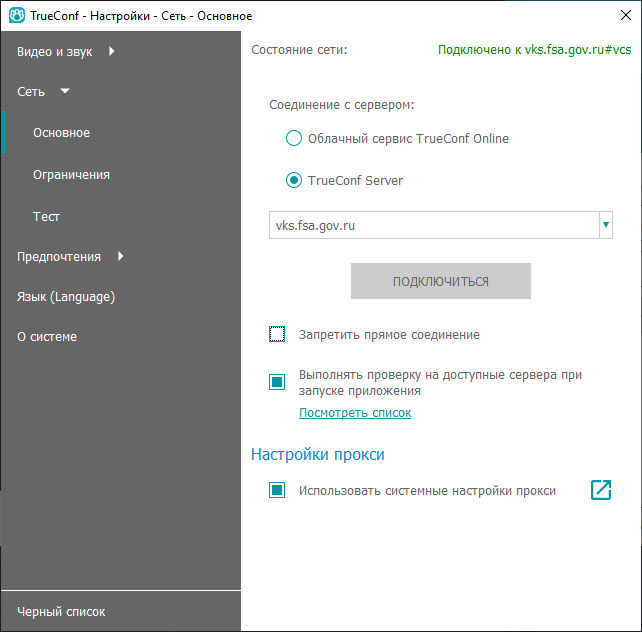 TrueConf - Настройки - Сеть - Основное
Видео и звук
Сеть
Основное
Ограничения
Тест
Предпочтения
Язык (Language)
О системе
Черный список
Состояние сети: Подключено к vks.fsa.gov.ru#vcs
Соединение с сервером:
Облачный сервис TrueConf Online
TrueConf Server
vks.fsa.gov.ru
ПОДКЛЮЧИТЬСЯ
Запретить прямое соединение
Выполнять проверку на доступные сервера при
запуске приложения
Посмотреть список
Настройки прокси
Использовать системные настройки прокси